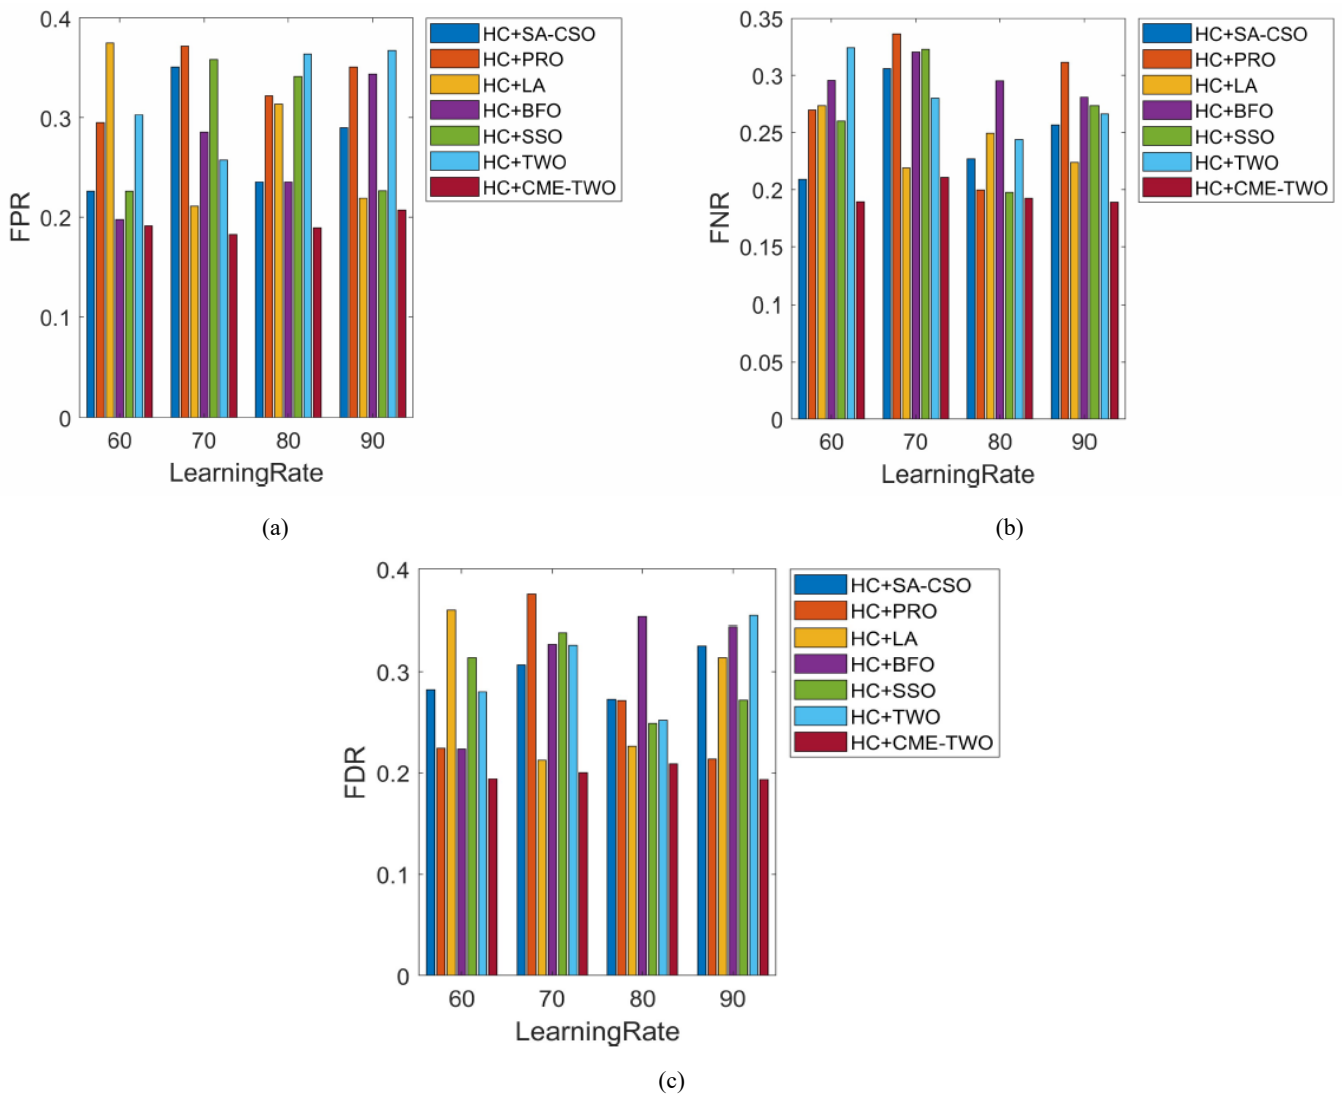 0.4
0.3
0.2
0.1
0
FPR
60 70 80 90
LearningRate
HC+SA-CSO
HC+PRO
HC+LA
HC+BFO
HC+SSO
HC+TWO
HC+CME-TWO
(a)
0.35
0.3
0.25
0.2
0.15
0.1
0.05
0
FNR
60 70 80 90
LearningRate
HC+SA-CSO
HC+PRO
HC+LA
HC+BFO
HC+SSO
HC+TWO
HC+CME-TWO
(b)
0.4
0.3
0.2
0.1
0
FDR
60 70 80 90
LearningRate
HC+SA-CSO
HC+PRO
HC+LA
HC+BFO
HC+SSO
HC+TWO
HC+CME-TWO
(c)